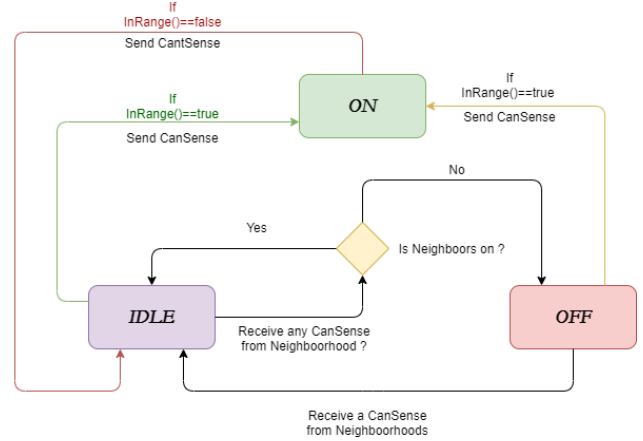 If
InRange()==false
Send CantSense
If
InRange()==true
Send CanSense
ON
If
InRange()==true
Send CanSense
No
Yes
Is Neighboors on ?
IDLE
Receive any CanSense
from Neighboorhood ?
OFF
Receive a CanSense
from Neighboorhoods